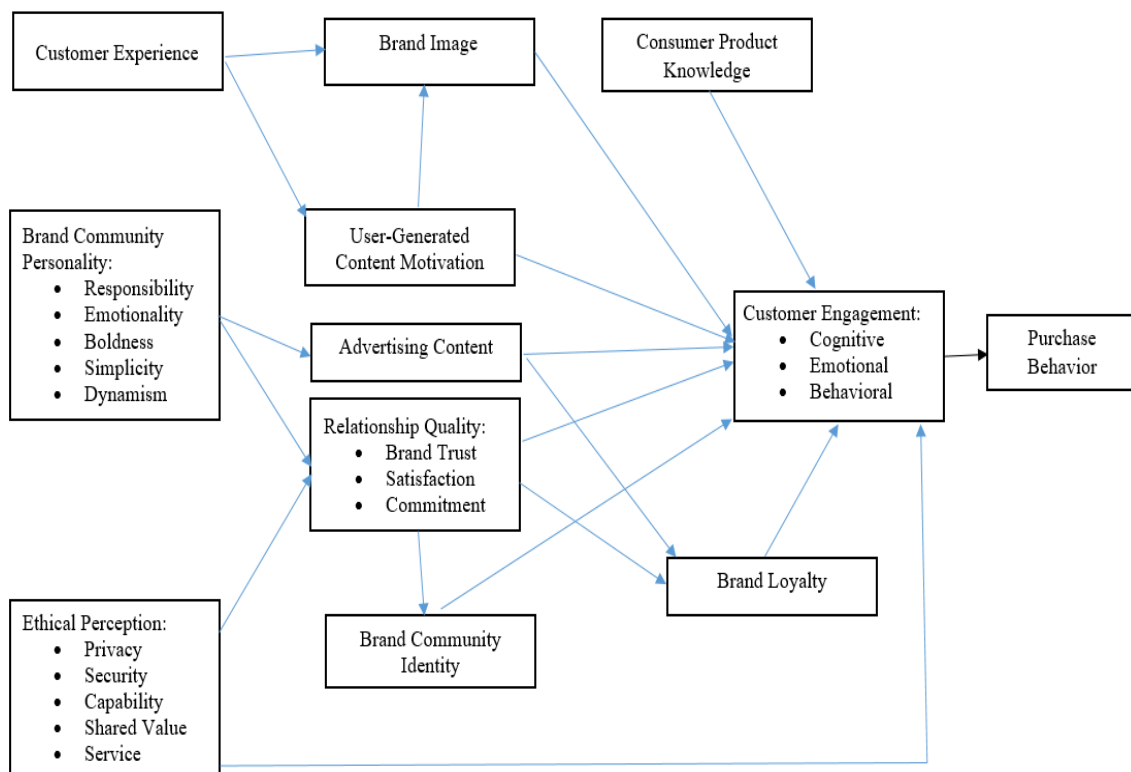 Customer Experience
Brand Image
Consumer Product
Knowledge
Brand Community
Personality:
• Responsibility
• Emotionality
• Boldness
• Simplicity
• Dynamism
User-Generated
Content Motivation
Advertising Content
Relationship Quality:
• Brand Trust
• Satisfaction
• Commitment
Customer Engagement:
• Cognitive
• Emotional
• Behavioral
Purchase
Behavior
Brand Loyalty
Ethical Perception:
• Privacy
• Security
• Capability
• Shared Value
• Service
Brand Community
Identity